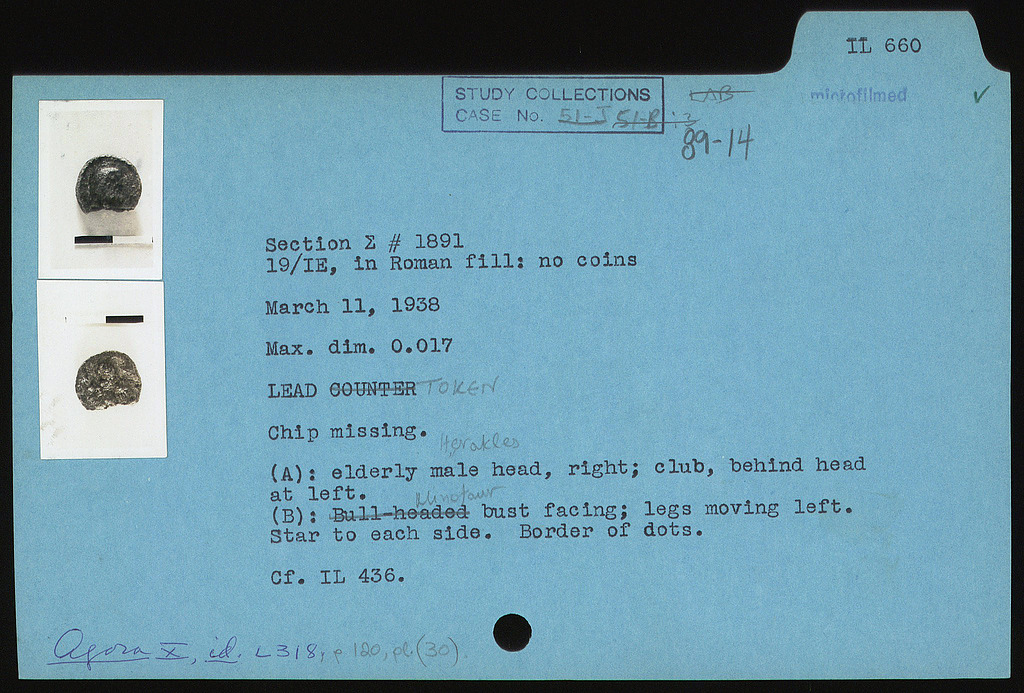 IL 660
STUDY COLLECTIONS
CASE No. 51-J 51-B
LAB
microfilmed ✓
89-14
Section Σ # 1891
19/IE, in Roman fill: no coins
March 11, 1938
Max. dim. 0.017
LEAD COUNTER TOKEN
Chip missing.
Herakles
(A): elderly male head, right; club, behind head
at left.
Minotaur
(B): Bull-headed bust facing; legs moving left.
Star to each side. Border of dots.
Cf. IL 436.
Agora X, id. L 318, p 120, pl. (30).